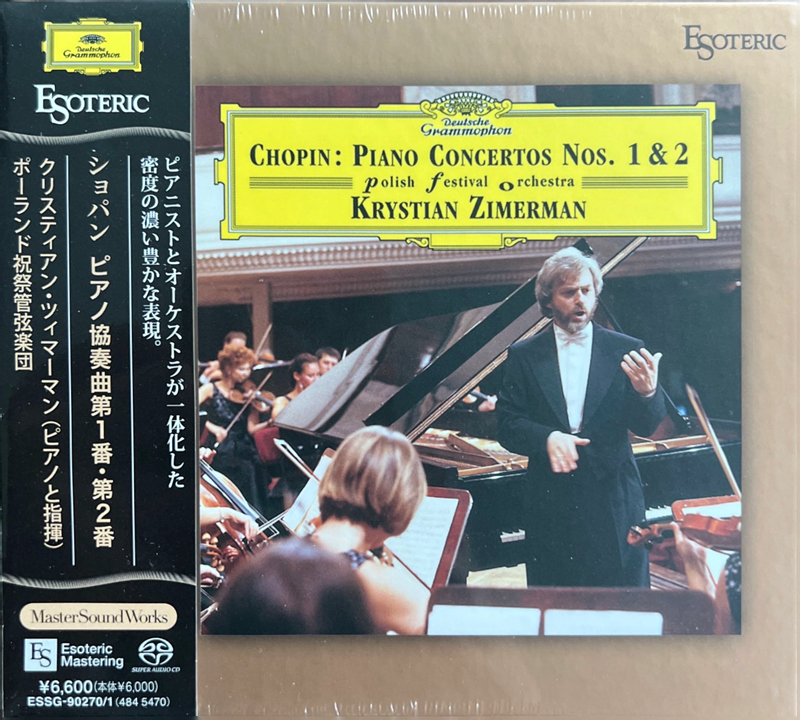 Deutsche
Grammophon
ESOTERIC
ピアニストとオーケストラが一体化した
密度の濃い豊かな表現。
ショパン ピアノ協奏曲第1番・第2番
クリスティアン・ツィマーマン(ピアノと指揮)
ポーランド祝祭管弦楽団
MasterSoundWorks
ES
Esoteric
Mastering
SUPER AUDIO CD
¥6,600(本体¥6,000)
ESSG-90270/1 (484 5470)
ESOTERIC
Deutsche
Grammophon
CHOPIN: PIANO CONCERTOS NOS. 1 & 2
polish festival orchestra
KRYSTIAN ZIMERMAN